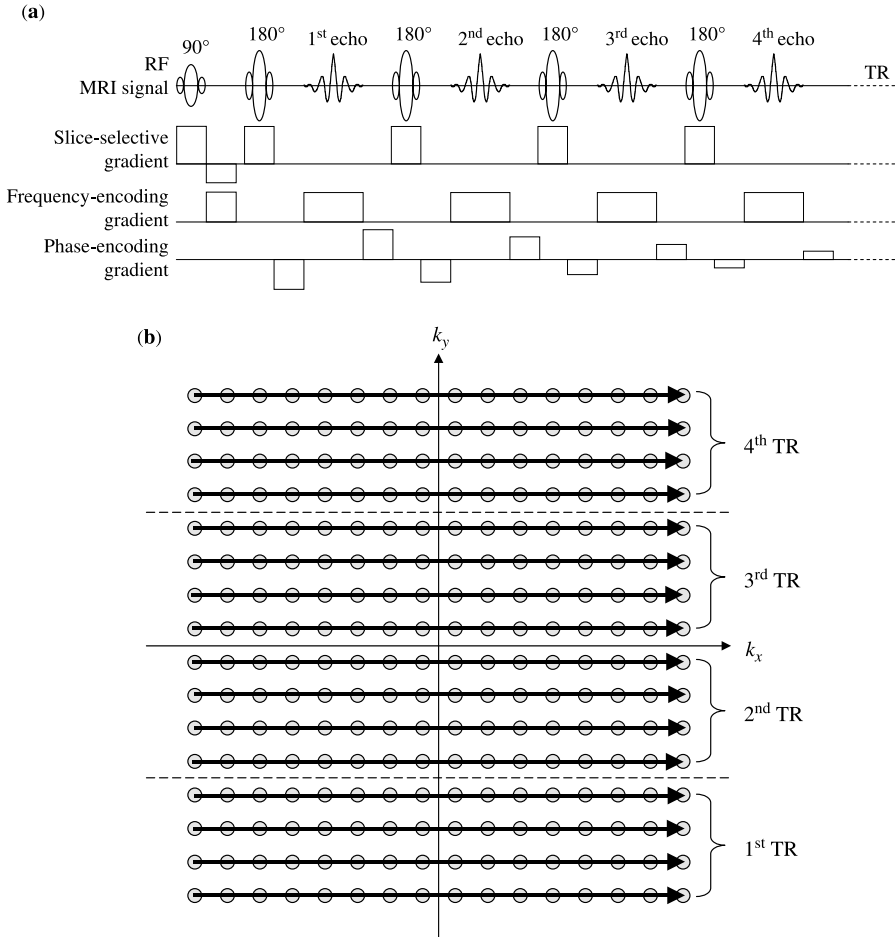 (a)
90° 180° 1st echo 180° 2nd echo 180° 3rd echo 180° 4th echo
RF
MRI signal
TR
Slice-selective
gradient
Frequency-encoding
gradient
Phase-encoding
gradient
(b)
ky
4th TR
3rd TR
kx
2nd TR
1st TR